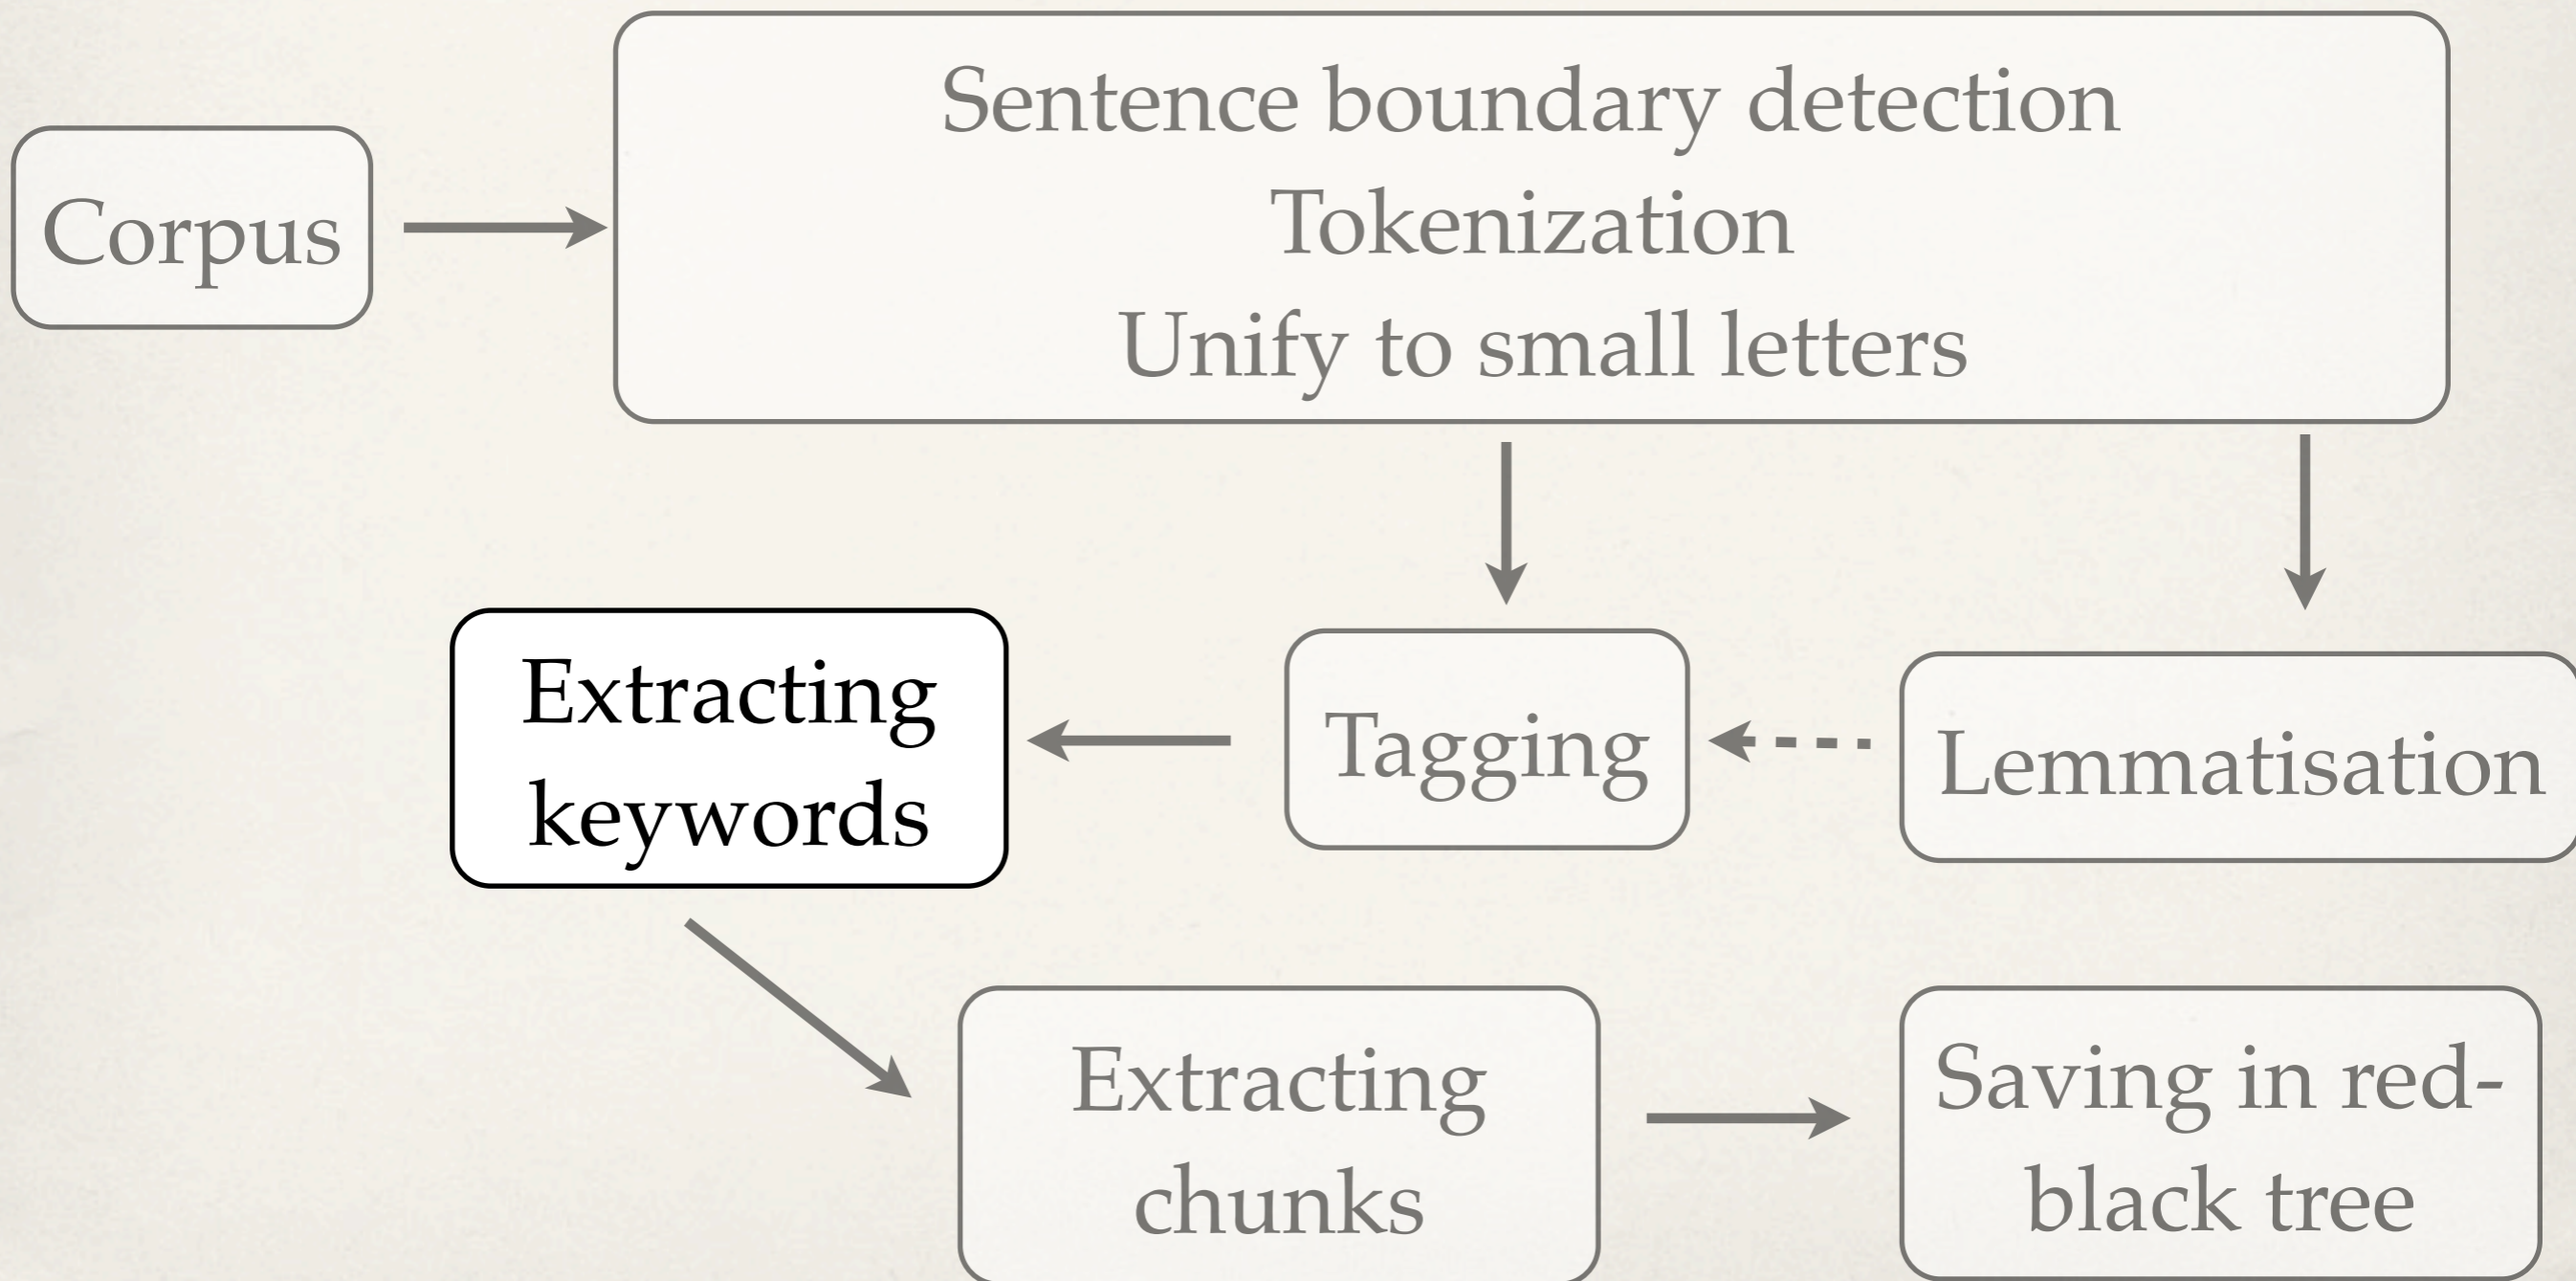 Corpus
Sentence boundary detection
Tokenization
Unify to small letters
Extracting
keywords
Tagging
Lemmatisation
Extracting
chunks
Saving in red-
black tree